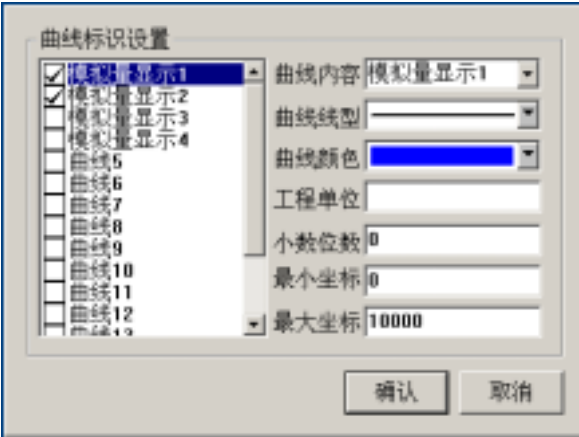 曲线标识设置
模拟量显示1
模拟量显示2
模拟量显示3
模拟量显示4
曲线5
曲线6
曲线7
曲线8
曲线9
曲线10
曲线11
曲线12
曲线13
曲线内容 模拟量显示1
曲线线型
曲线颜色
工程单位
小数位数 0
最小坐标 0
最大坐标 10000
确认 取消